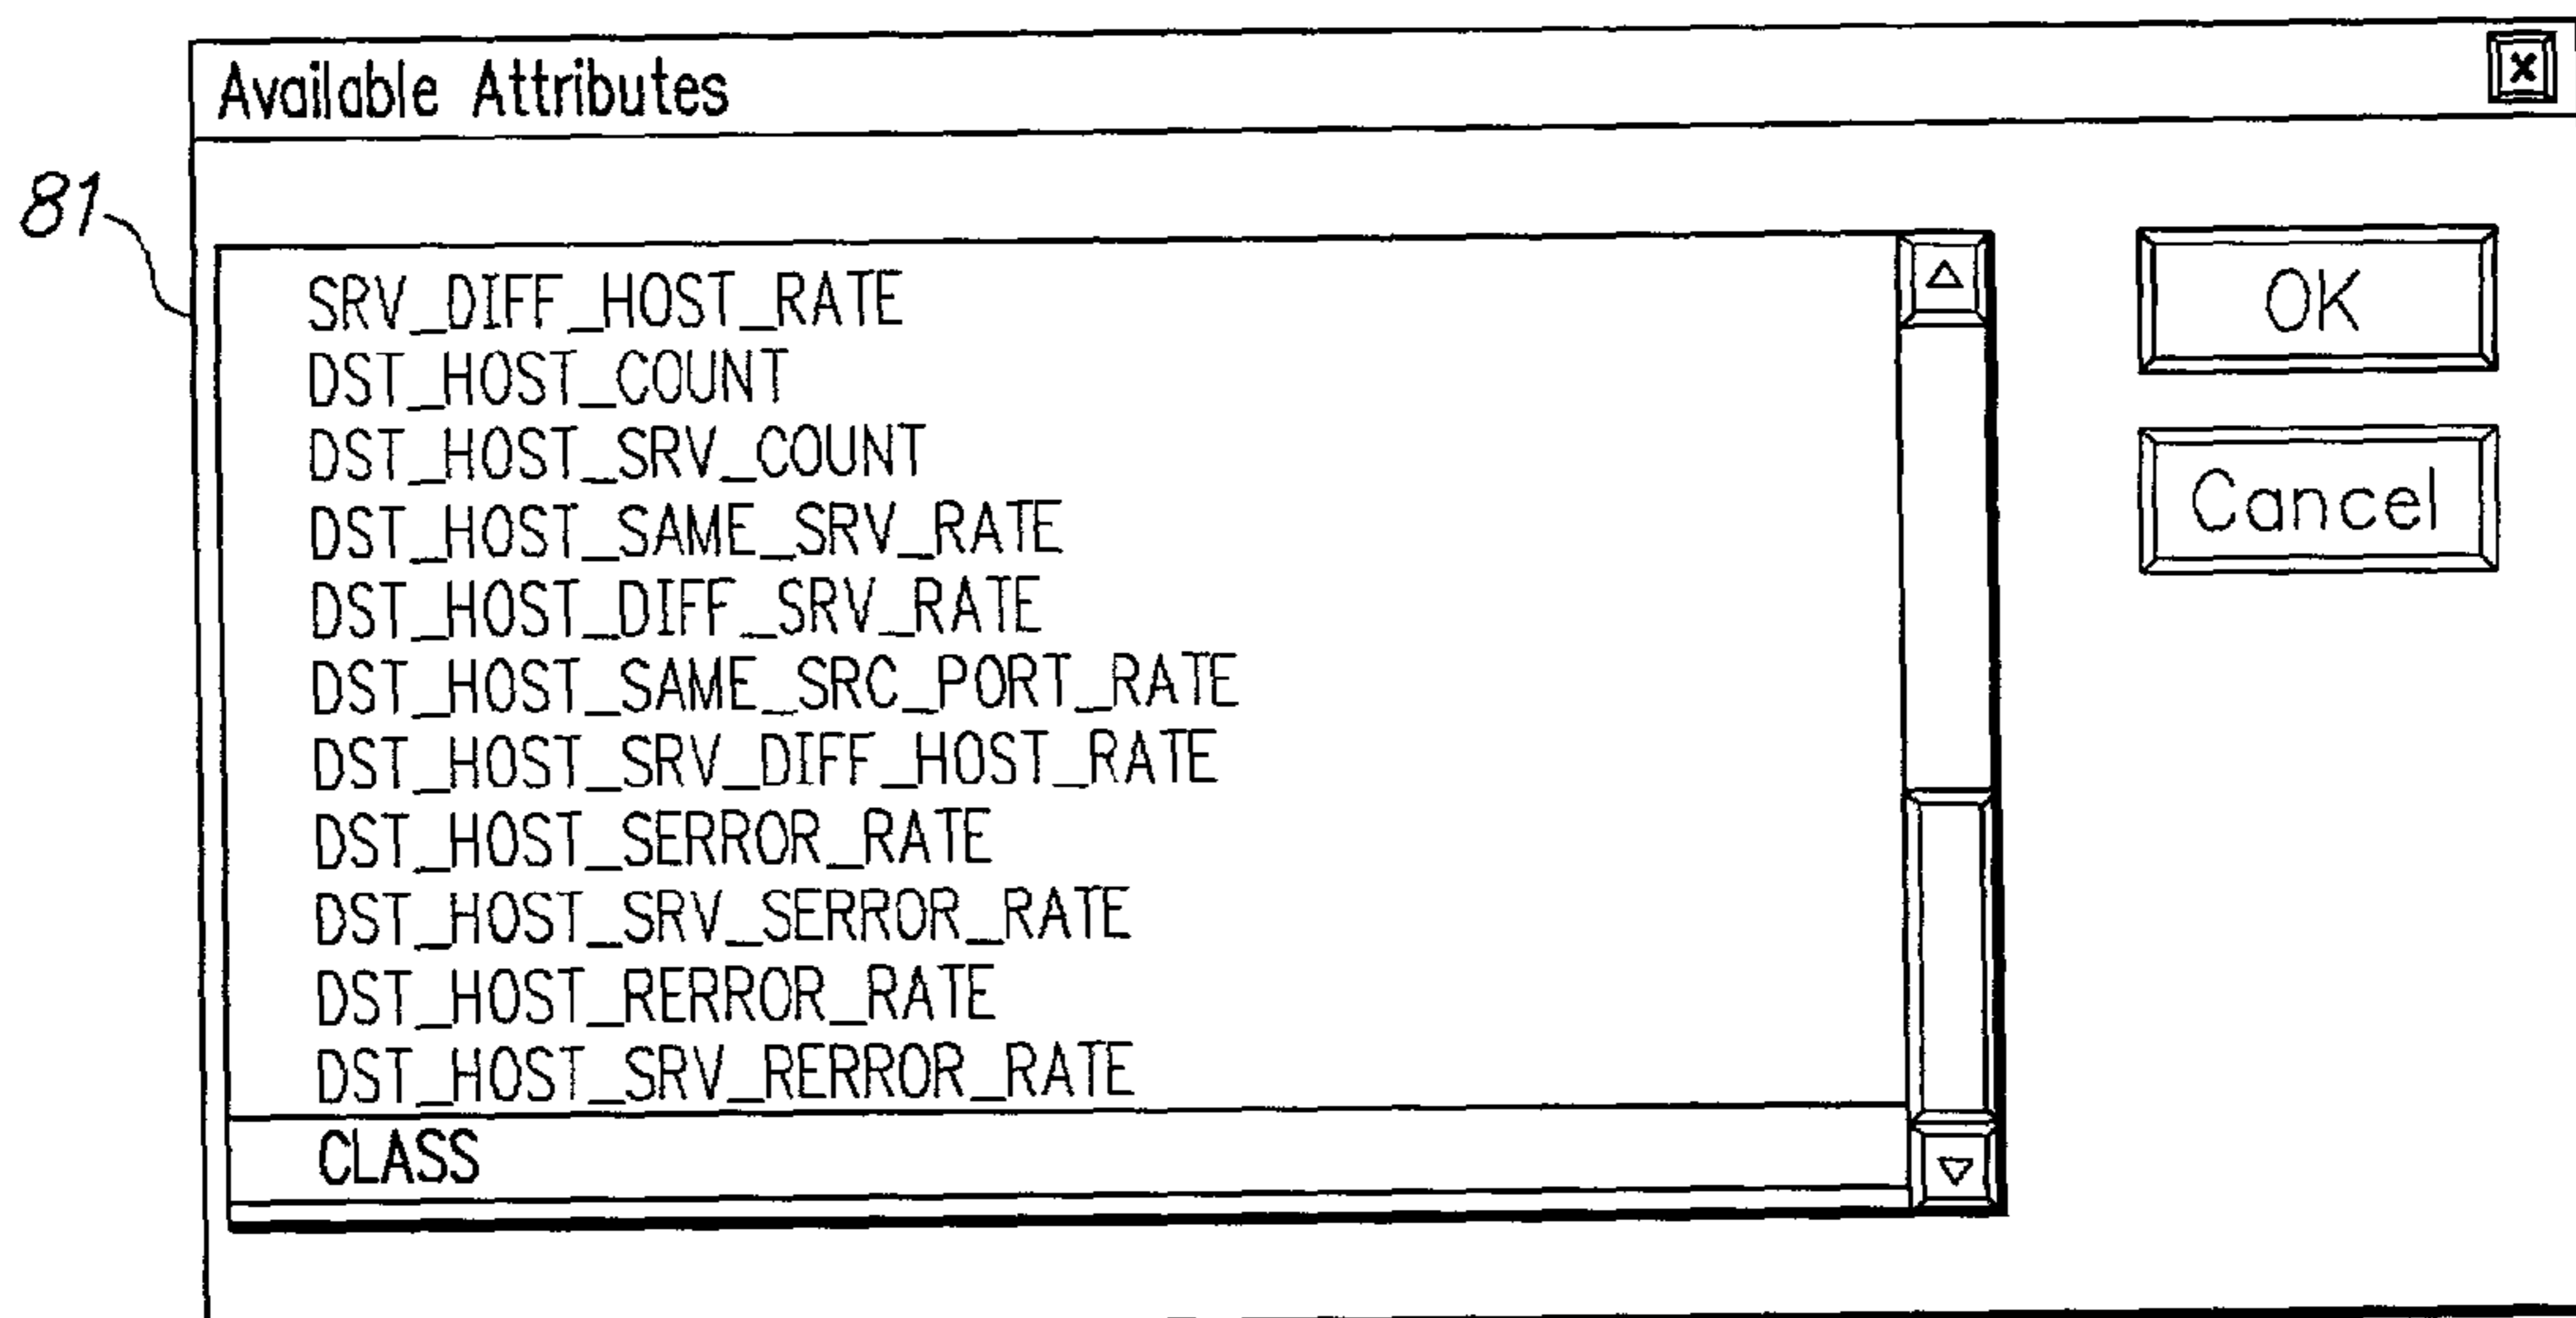 Available Attributes
x
81
SRV_DIFF_HOST_RATE
DST_HOST_COUNT
DST_HOST_SRV_COUNT
DST_HOST_SAME_SRV_RATE
DST_HOST_DIFF_SRV_RATE
DST_HOST_SAME_SRC_PORT_RATE
DST_HOST_SRV_DIFF_HOST_RATE
DST_HOST_SERROR_RATE
DST_HOST_SRV_SERROR_RATE
DST_HOST_RERROR_RATE
DST_HOST_SRV_RERROR_RATE
CLASS
OK
Cancel